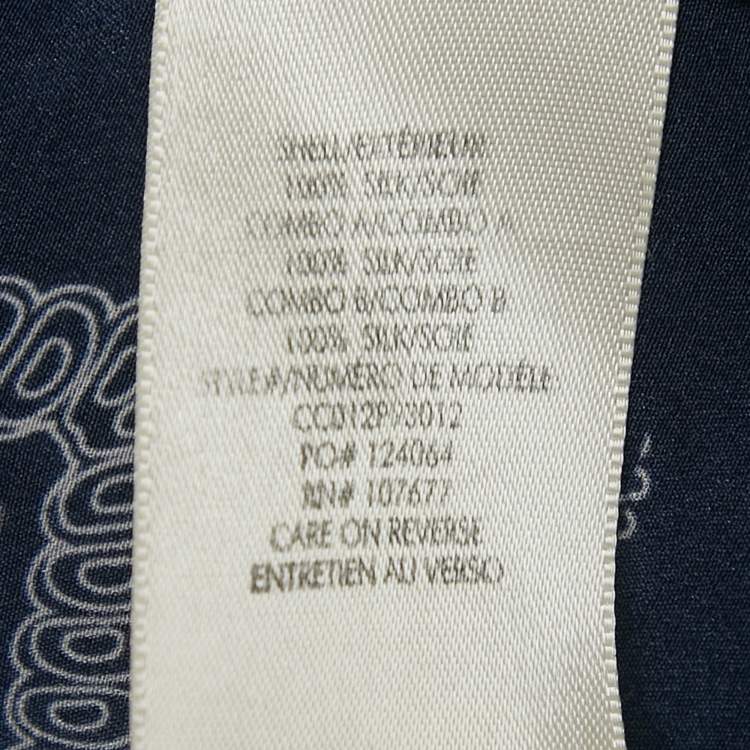 SHELL/EXTÉRIEUR
100% SILK/SOIE
COMBO A/COMBO A
100% SILK/SOIE
COMBO B/COMBO B
100% SILK/SOIE
STYLE#/NUMÉRO DE MODÈLE
CC012P93012
PO# 124064
RN# 107677
CARE ON REVERSE
ENTRETIEN AU VERSO